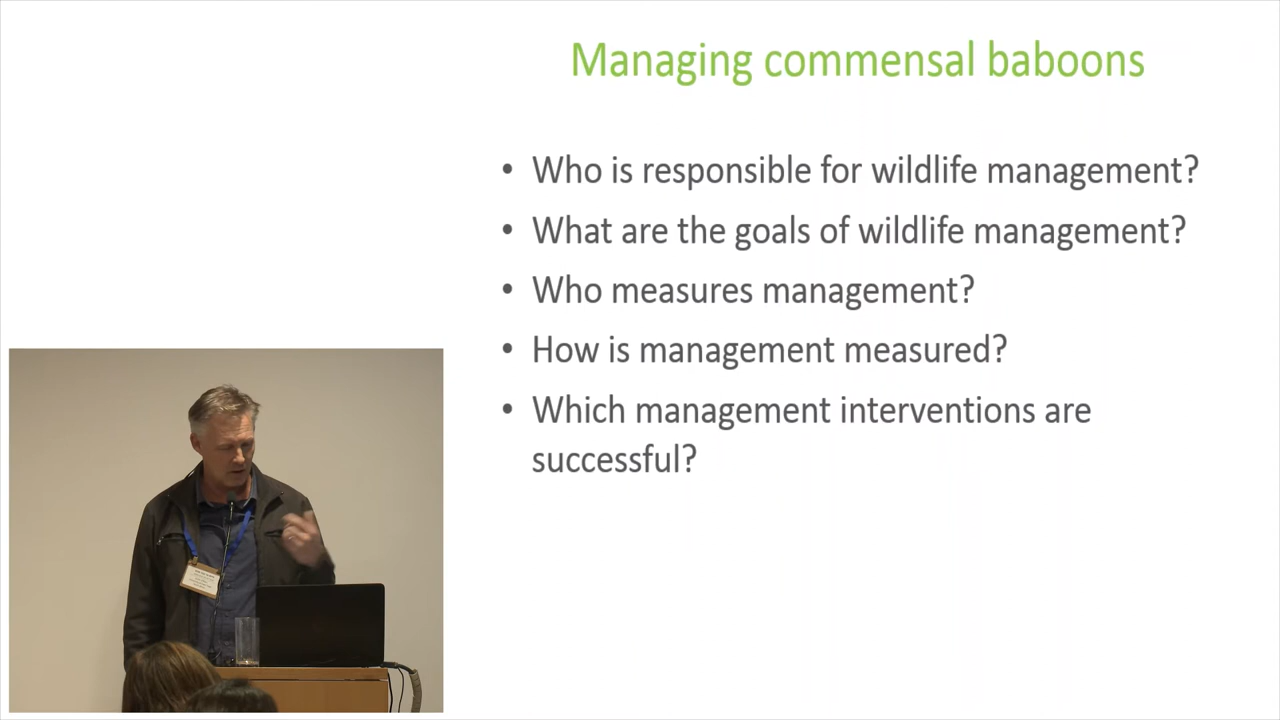 Managing commensal baboons
• Who is responsible for wildlife management?
• What are the goals of wildlife management?
• Who measures management?
• How is management measured?
• Which management interventions are
successful?